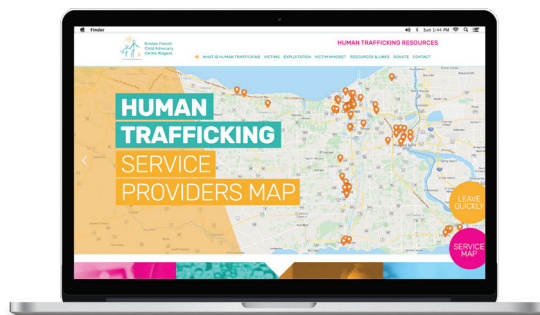 Finder
Sun 1:44 PM
Kristen French
Child Advocacy
Centre Niagara
HUMAN TRAFFICKING RESOURCES
WHAT IS HUMAN TRAFFICKING VICTIMS EXPLOITATION VICTIM MINDSET RESOURCES & LINKS DONATE CONTACT
HUMAN
TRAFFICKING
SERVICE
PROVIDERS MAP
LEAVE
QUICKLY
SERVICE
MAP